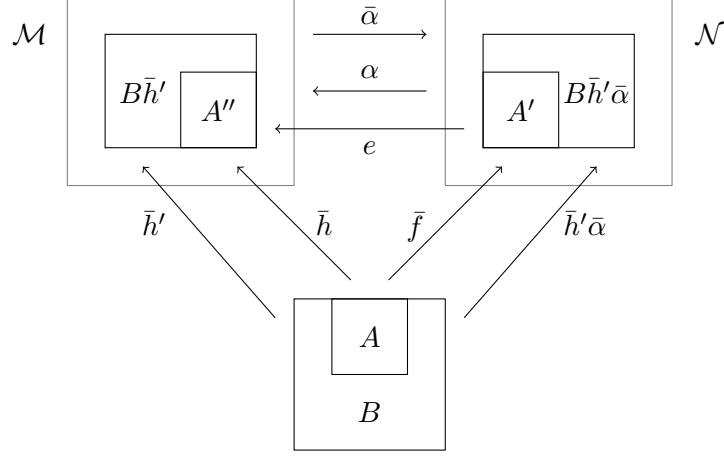 ℳ ᾱ 𝒩
α
Bh̄′ A″ A′ Bh̄′ᾱ
e
h̄′ h̄ f̄ h̄′ᾱ
A
B